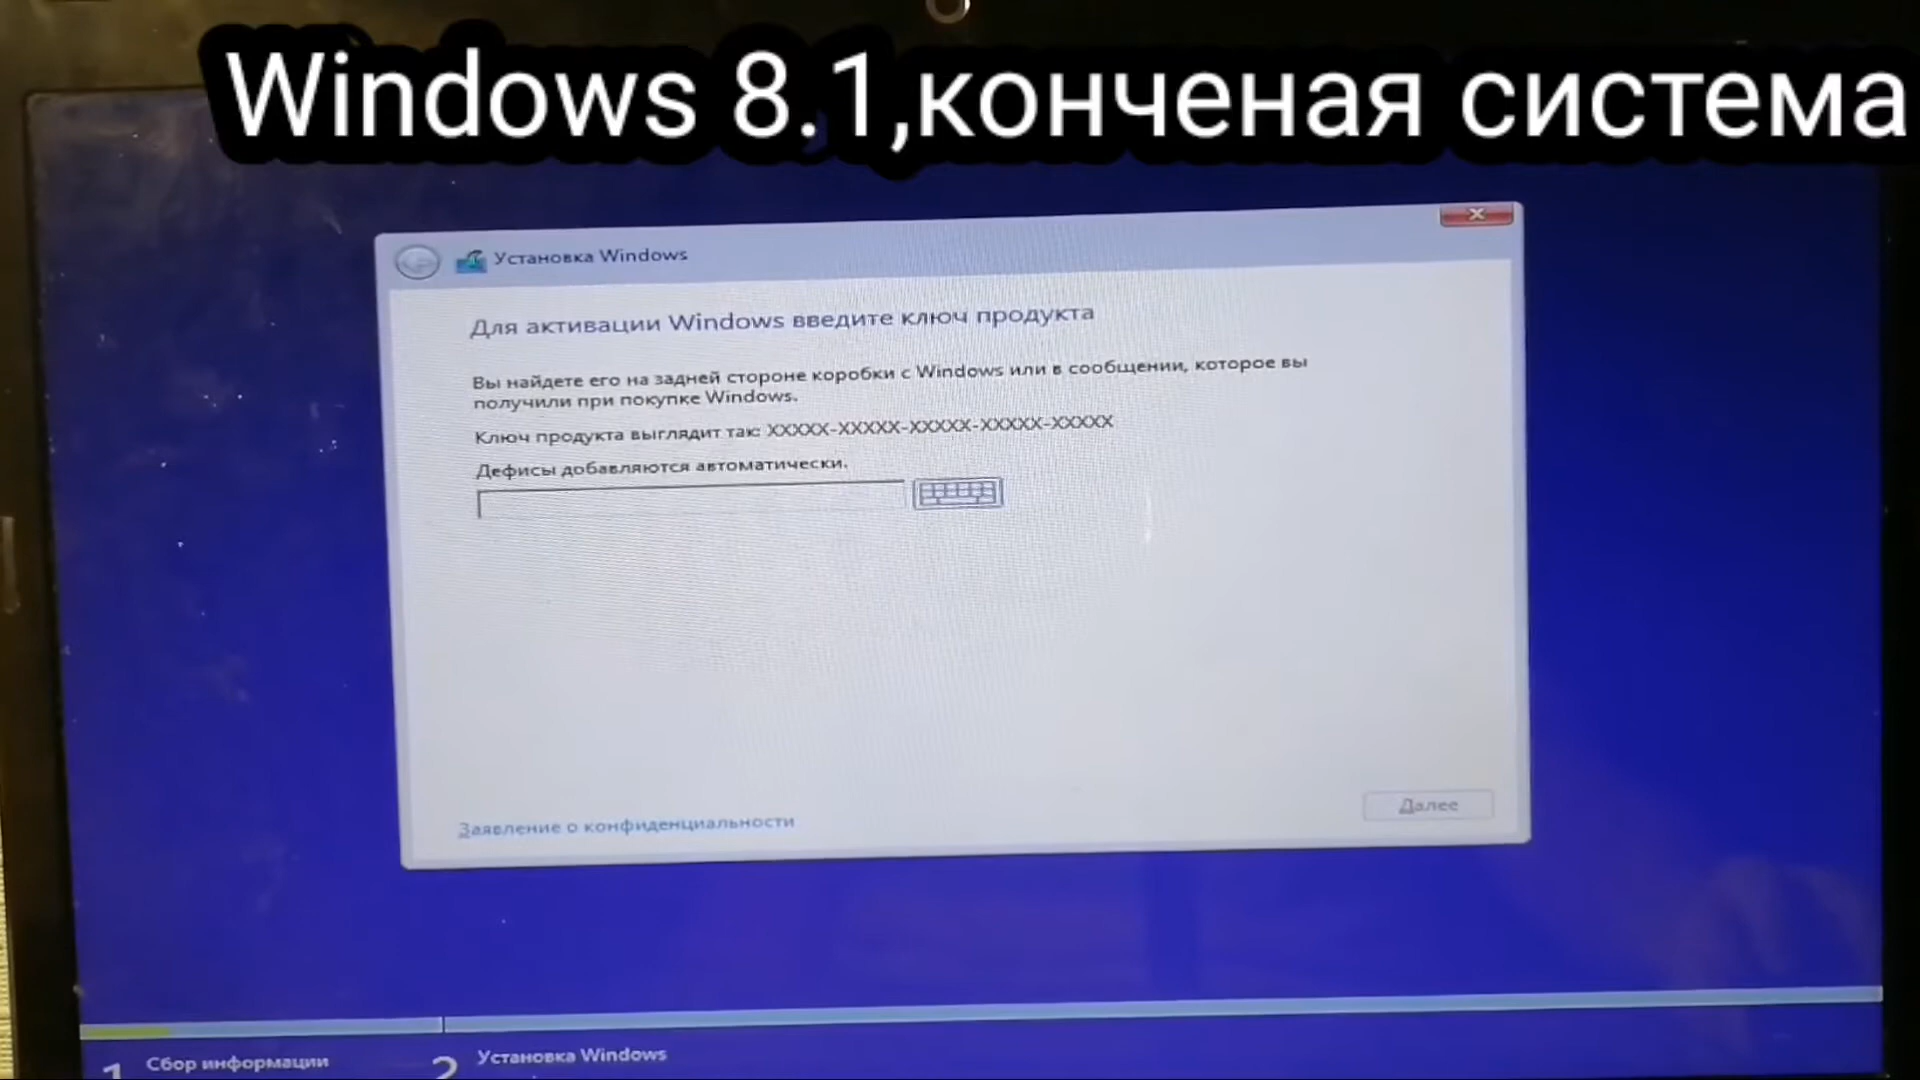 Windows 8.1,конченая система
Установка Windows
Для активации Windows введите ключ продукта
Вы найдете его на задней стороне коробки с Windows или в сообщении, которое вы
получили при покупке Windows.
Ключ продукта выглядит так: XXXXX-XXXXX-XXXXX-XXXXX-XXXXX
Дефисы добавляются автоматически.
Далее
Заявление о конфиденциальности
1 Сбор информации
2 Установка Windows